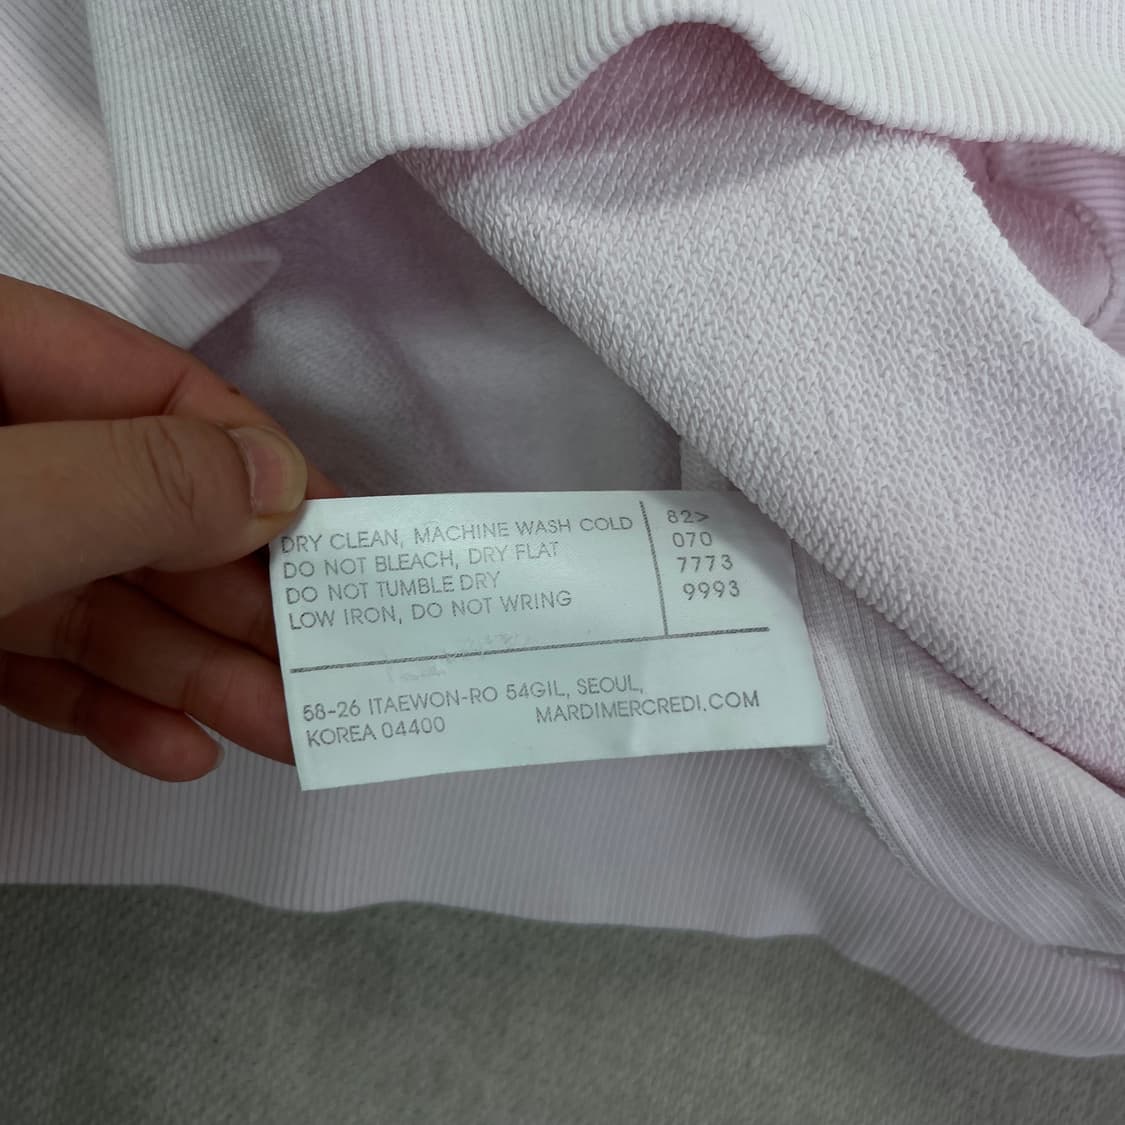 DRY CLEAN, MACHINE WASH COLD
DO NOT BLEACH, DRY FLAT
DO NOT TUMBLE DRY
LOW IRON, DO NOT WRING
82>
070
7773
9993
58-26 ITAEWON-RO 54GIL, SEOUL,
KOREA 04400
MARDIMERCREDI.COM